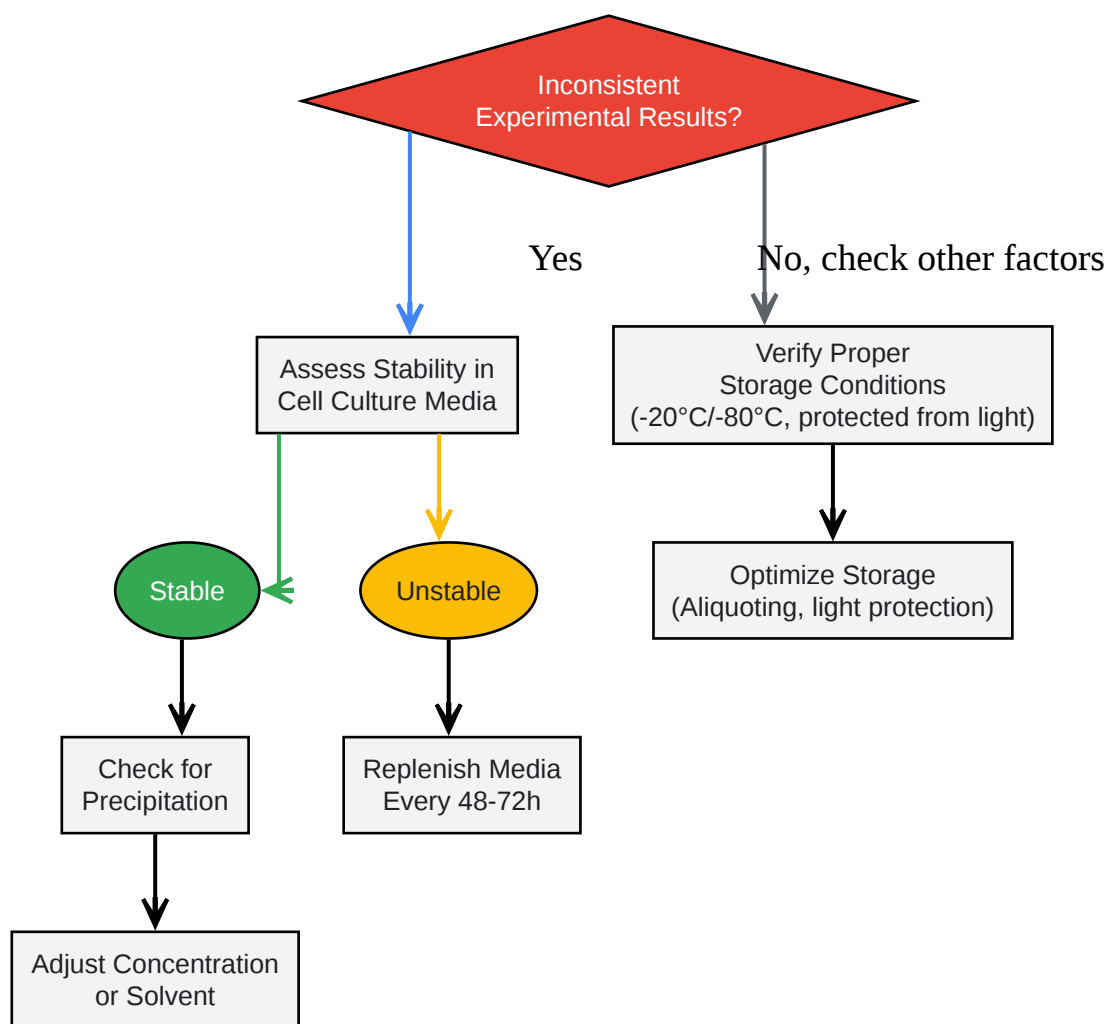 Inconsistent
Experimental Results?
Yes
No, check other factors
Assess Stability in
Cell Culture Media
Verify Proper
Storage Conditions
(-20°C/-80°C, protected from light)
Stable
Unstable
Optimize Storage
(Aliquoting, light protection)
Check for
Precipitation
Replenish Media
Every 48-72h
Adjust Concentration
or Solvent